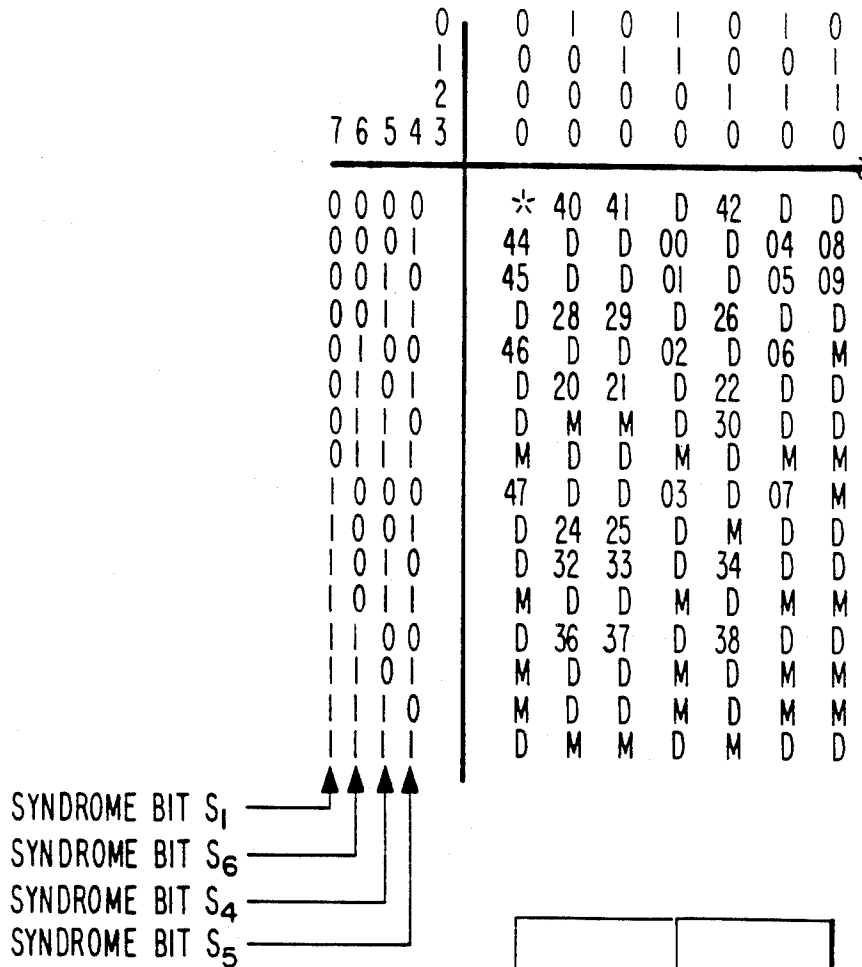 0 0 1 0 1 0 1 0
1 0 0 1 1 0 0 1
2 0 0 0 0 1 1 1
7 6 5 4 3 0 0 0 0 0 0 0
0 0 0 0 * 40 41 D 42 D D
0 0 0 1 44 D D 00 D 04 08
0 0 1 0 45 D D 01 D 05 09
0 0 1 1 D 28 29 D 26 D D
0 1 0 0 46 D D 02 D 06 M
0 1 0 1 D 20 21 D 22 D D
0 1 1 0 D M M D 30 D D
0 1 1 1 M D D M D M M
1 0 0 0 47 D D 03 D 07 M
1 0 0 1 D 24 25 D M D D
1 0 1 0 D 32 33 D 34 D D
1 0 1 1 M D D M D M M
1 1 0 0 D 36 37 D 38 D D
1 1 0 1 M D D M D M M
1 1 1 0 M D D M D M M
1 1 1 1 D M M D M D D
SYNDROME BIT S1
SYNDROME BIT S6
SYNDROME BIT S4
SYNDROME BIT S5